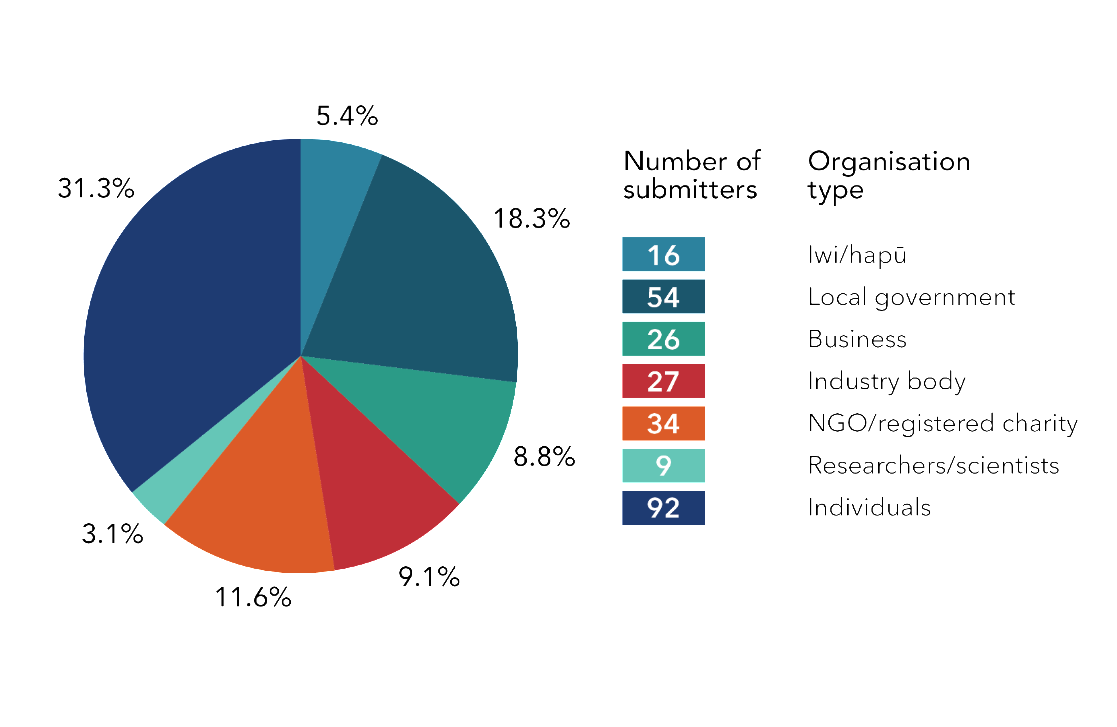 5.4%
31.3%
18.3%
8.8%
3.1%
9.1%
11.6%
Number of
submitters
Organisation
type
16 Iwi/hapū
54 Local government
26 Business
27 Industry body
34 NGO/registered charity
9 Researchers/scientists
92 Individuals